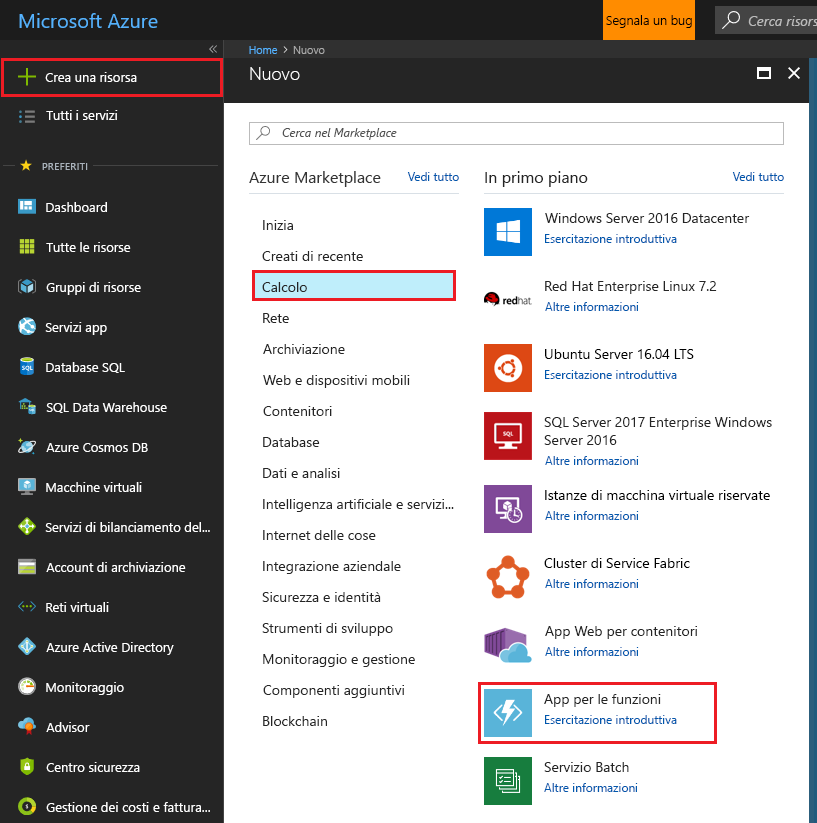 Microsoft Azure
Segnala un bug
Cerca risors
Home > Nuovo
Crea una risorsa
Tutti i servizi
PREFERITI
Dashboard
Tutte le risorse
Gruppi di risorse
Servizi app
Database SQL
SQL Data Warehouse
Azure Cosmos DB
Macchine virtuali
Servizi di bilanciamento del...
Account di archiviazione
Reti virtuali
Azure Active Directory
Monitoraggio
Advisor
Centro sicurezza
Gestione dei costi e fattura...
Nuovo
Cerca nel Marketplace
Azure Marketplace
Vedi tutto
Inizia
Creati di recente
Calcolo
Rete
Archiviazione
Web e dispositivi mobili
Contenitori
Database
Dati e analisi
Intelligenza artificiale e servizi...
Internet delle cose
Integrazione aziendale
Sicurezza e identità
Strumenti di sviluppo
Monitoraggio e gestione
Componenti aggiuntivi
Blockchain
In primo piano
Vedi tutto
Windows Server 2016 Datacenter
Esercitazione introduttiva
redhat
Red Hat Enterprise Linux 7.2
Altre informazioni
Ubuntu Server 16.04 LTS
Esercitazione introduttiva
SQL Server 2017 Enterprise Windows
Server 2016
Altre informazioni
Istanze di macchina virtuale riservate
Altre informazioni
Cluster di Service Fabric
Altre informazioni
App Web per contenitori
Altre informazioni
App per le funzioni
Esercitazione introduttiva
Servizio Batch
Altre informazioni